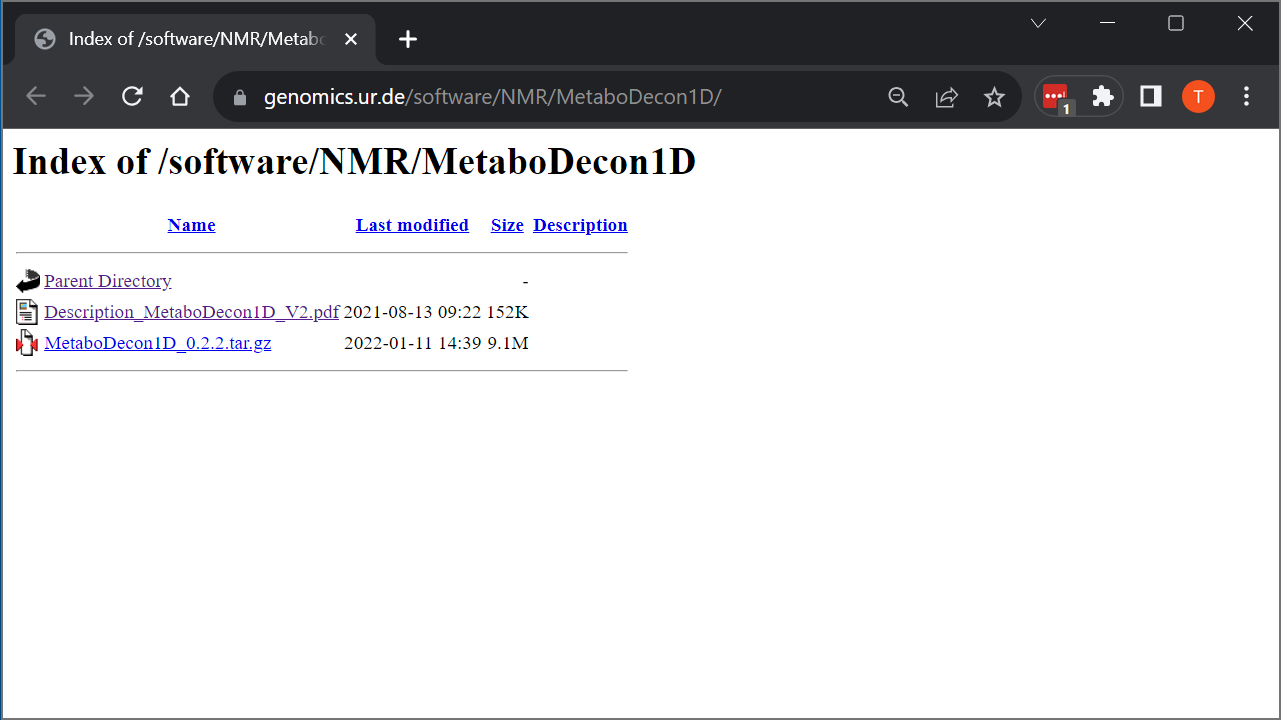 Index of /software/NMR/Metabo
genomics.ur.de/software/NMR/MetaboDecon1D/
1
T
Index of /software/NMR/MetaboDecon1D
Name Last modified Size Description
Parent Directory -
Description_MetaboDecon1D_V2.pdf 2021-08-13 09:22 152K
MetaboDecon1D_0.2.2.tar.gz 2022-01-11 14:39 9.1M